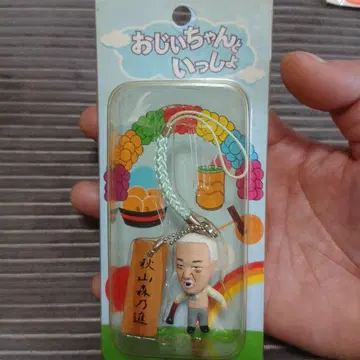 おじいちゃんと
いっしょ
秋山森乃進